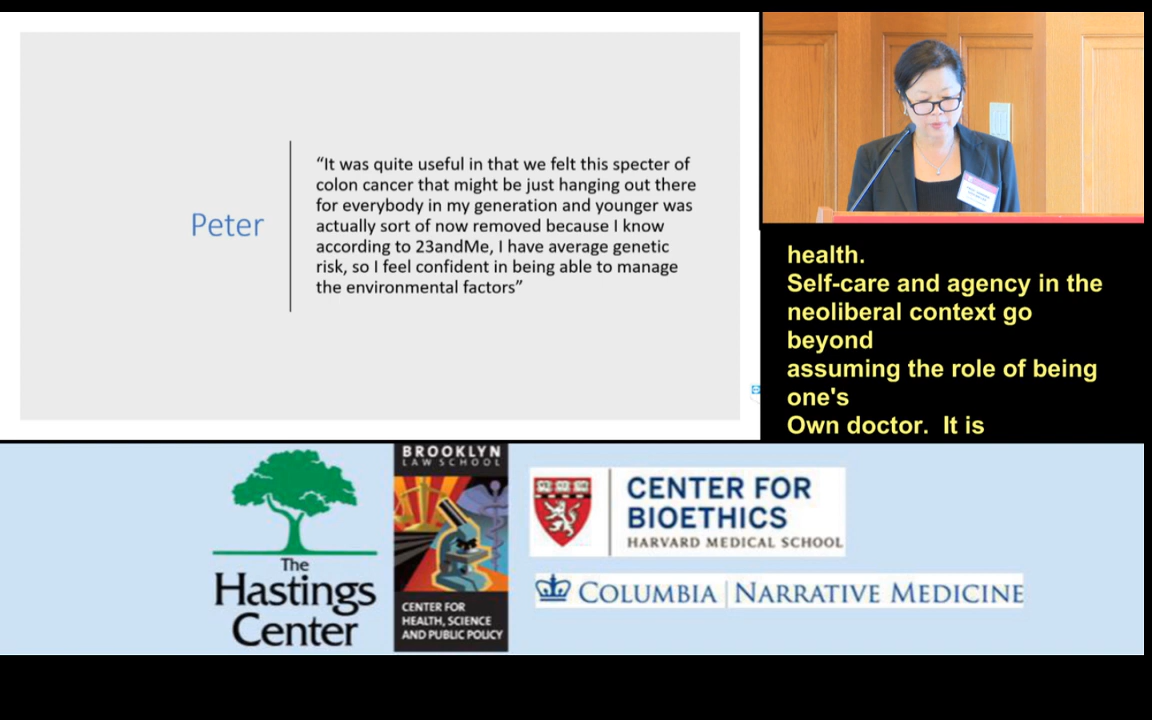 Peter
“It was quite useful in that we felt this specter of
colon cancer that might be just hanging out there
for everybody in my generation and younger was
actually sort of now removed because I know
according to 23andMe, I have average genetic
risk, so I feel confident in being able to manage
the environmental factors”
health.
Self-care and agency in the
neoliberal context go
beyond
assuming the role of being
one's
Own doctor.  It is
The
Hastings
Center
BROOKLYN
LAW SCHOOL
CENTER FOR
HEALTH, SCIENCE
AND PUBLIC POLICY
CENTER FOR
BIOETHICS
HARVARD MEDICAL SCHOOL
COLUMBIA | NARRATIVE MEDICINE